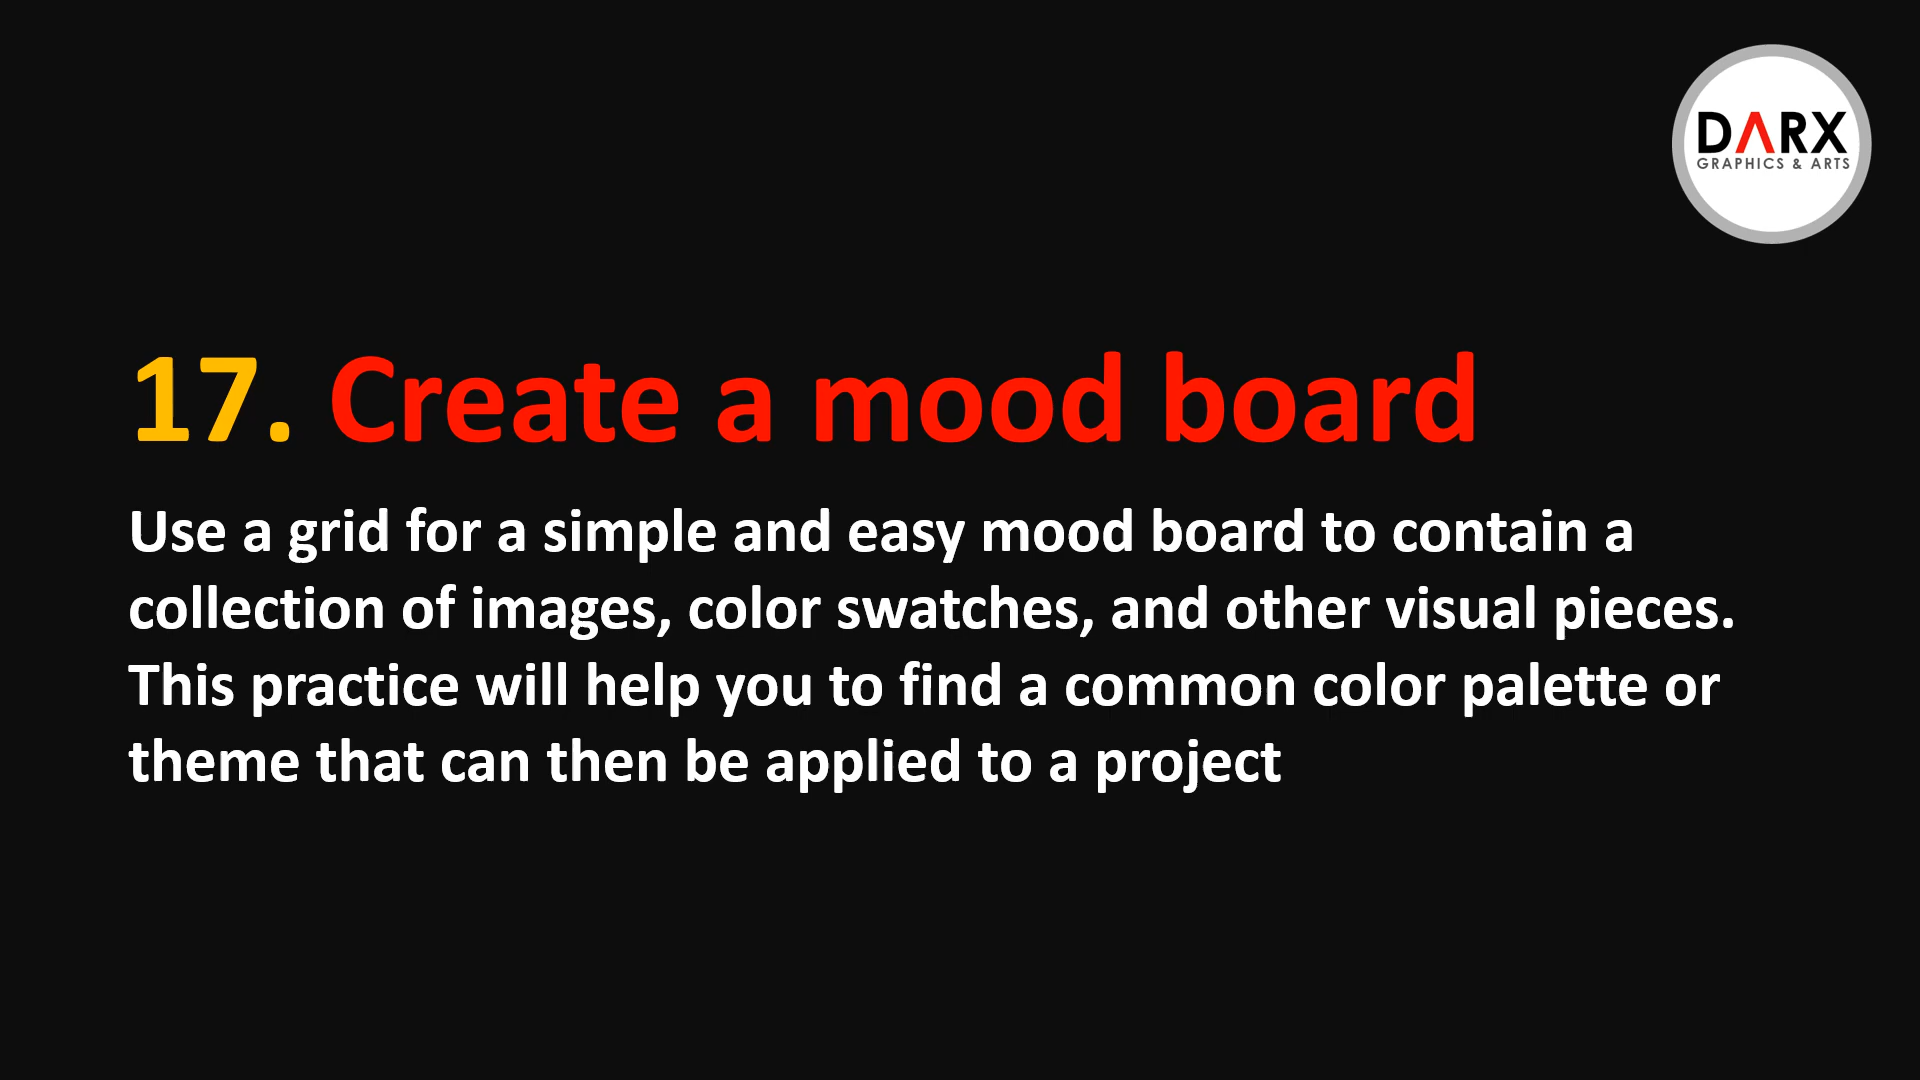 DARX
GRAPHICS & ARTS
17. Create a mood board
Use a grid for a simple and easy mood board to contain a
collection of images, color swatches, and other visual pieces.
This practice will help you to find a common color palette or
theme that can then be applied to a project